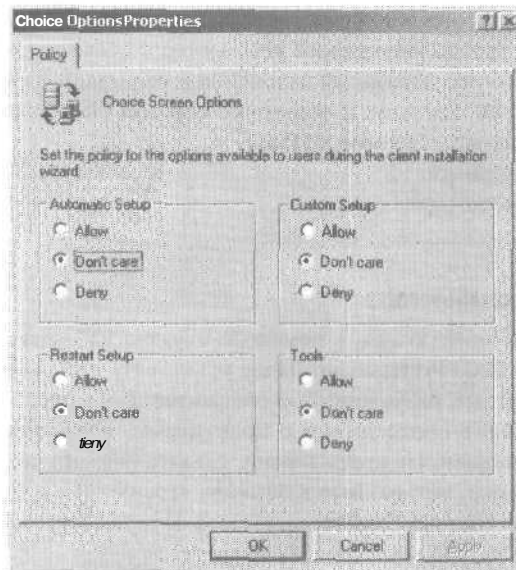 Choice OptionsProperties
Policy
Choice Screen Options
Set the policy for the options available to users during the client installation
wizard
Automatic Setup
Allow
Don't care
Deny
Custom Setup
Allow
Don't care
Deny
Restart Setup
Allow
Don't care
tieny
Tools
Allow
Don't care
Deny
OK
Cancel
Apply